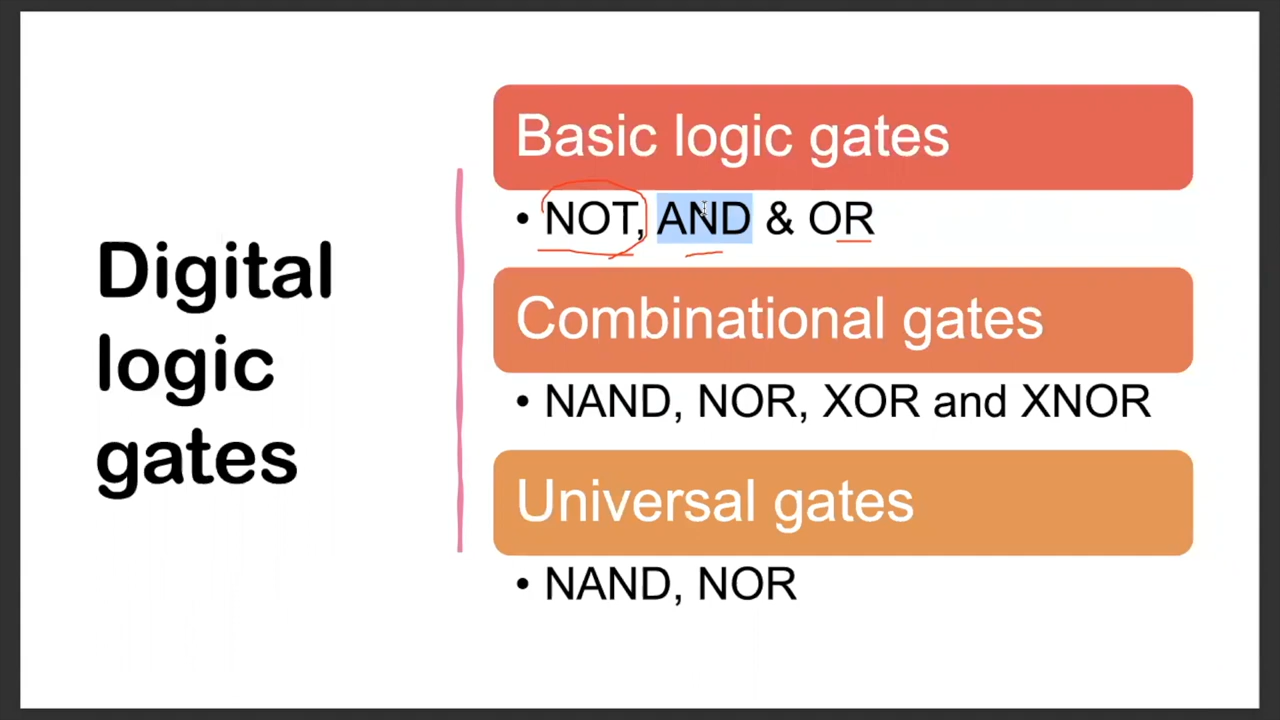 Digital
logic
gates
Basic logic gates
• NOT, AND & OR
Combinational gates
• NAND, NOR, XOR and XNOR
Universal gates
• NAND, NOR